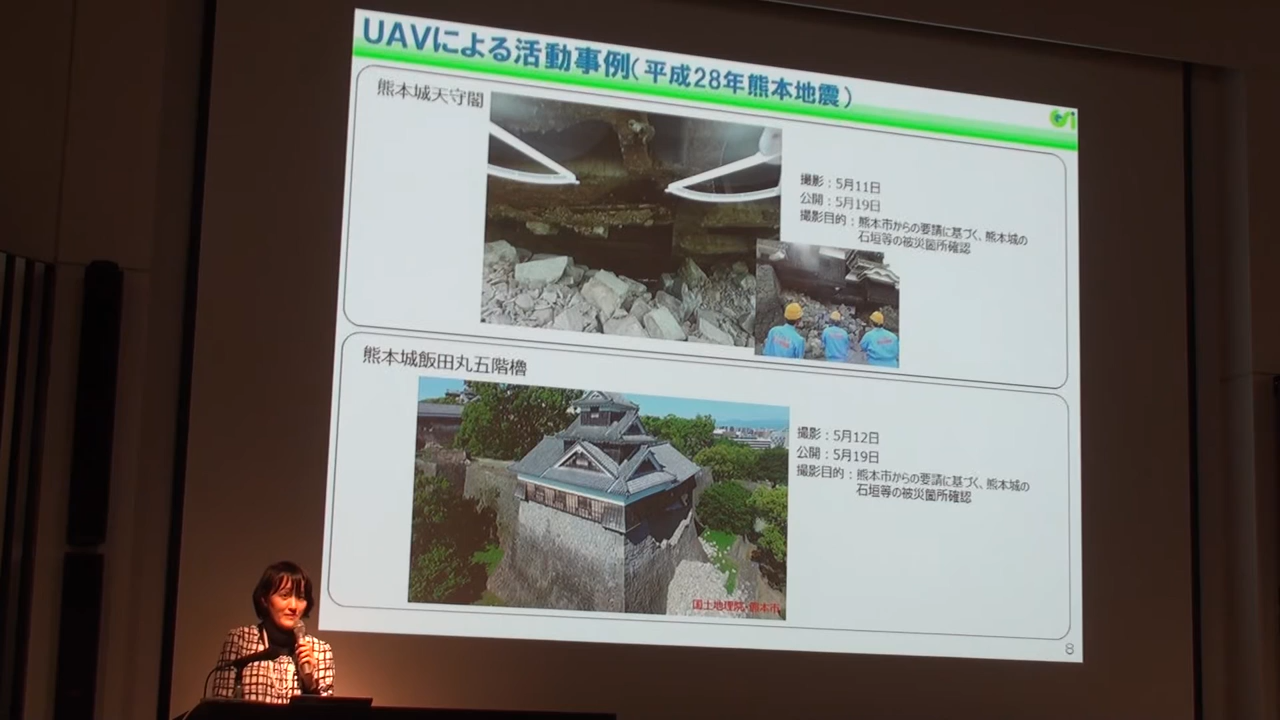 UAVによる活動事例(平成28年熊本地震)
熊本城天守閣
撮影:5月11日
公開:5月19日
撮影目的:熊本市からの要請に基づく、熊本城の
石垣等の被災箇所確認
熊本城飯田丸五階櫓
撮影:5月12日
公開:5月19日
撮影目的:熊本市からの要請に基づく、熊本城の
石垣等の被災箇所確認
国土地理院・熊本市
8